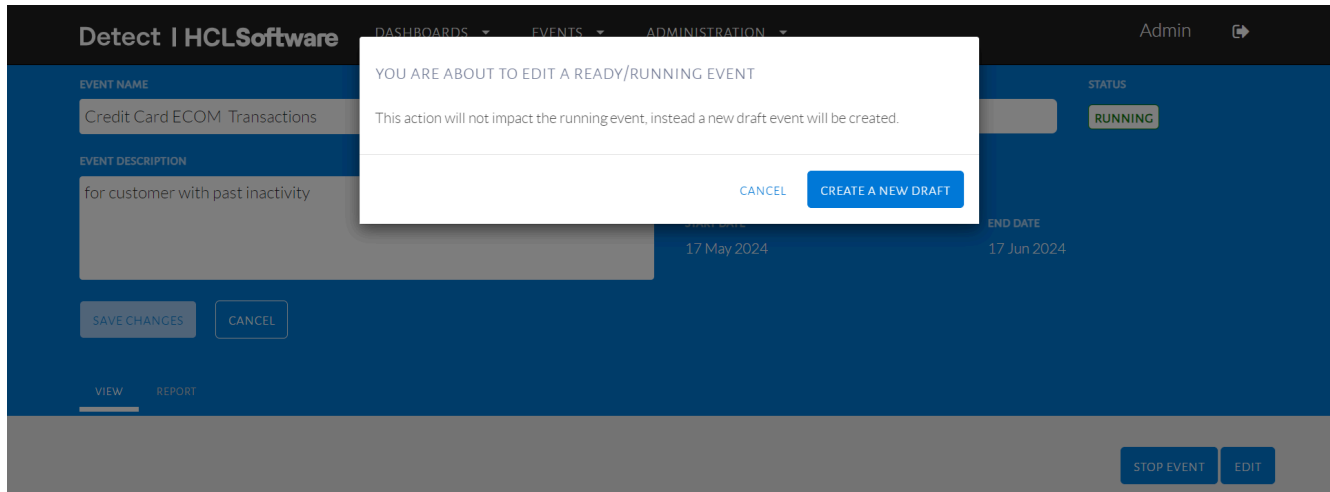 Detect | HCLSoftware DASHBOARDS EVENTS ADMINISTRATION Admin
YOU ARE ABOUT TO EDIT A READY/RUNNING EVENT
This action will not impact the running event, instead a new draft event will be created.
CANCEL CREATE A NEW DRAFT
EVENT NAME STATUS
Credit Card ECOM Transactions RUNNING
EVENT DESCRIPTION
for customer with past inactivity
START DATE END DATE
17 May 2024 17 Jun 2024
SAVE CHANGES CANCEL
VIEW REPORT
STOP EVENT EDIT